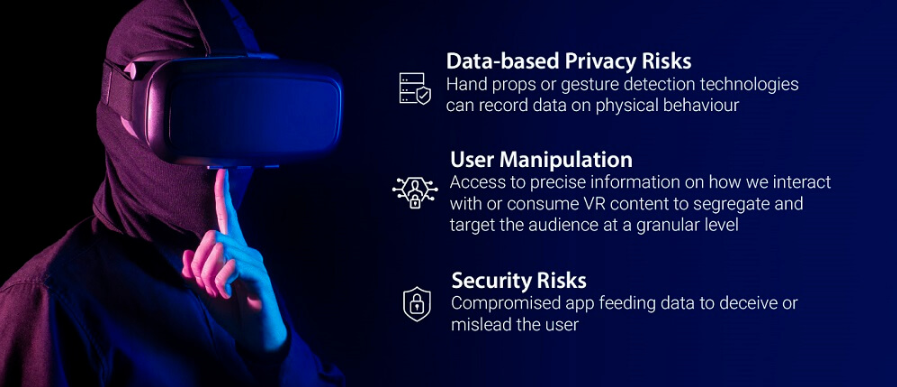 Data-based Privacy Risks
Hand props or gesture detection technologies
can record data on physical behaviour
User Manipulation
Access to precise information on how we interact
with or consume VR content to segregate and
target the audience at a granular level
Security Risks
Compromised app feeding data to deceive or
mislead the user